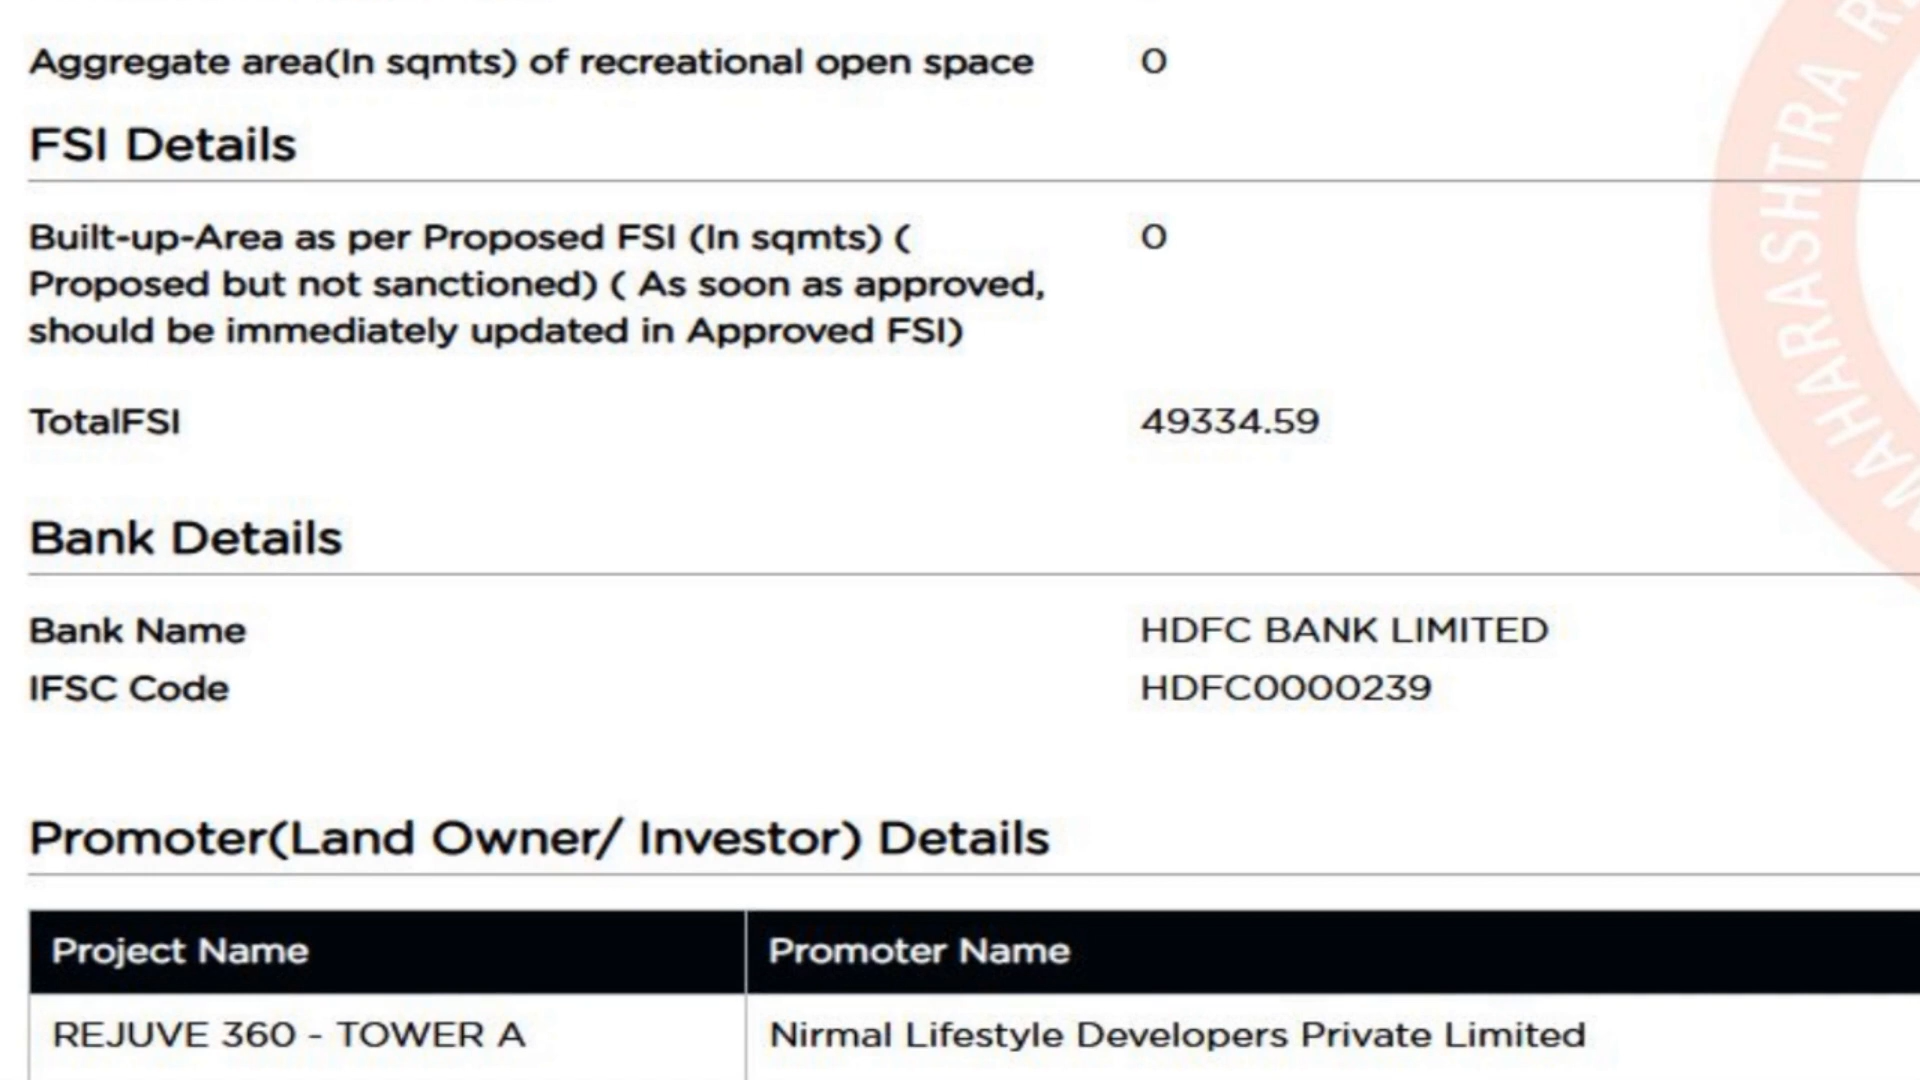 Aggregate area(In sqmts) of recreational open space 0
FSI Details
Built-up-Area as per Proposed FSI (In sqmts) ( 0
Proposed but not sanctioned) ( As soon as approved,
should be immediately updated in Approved FSI)
TotalFSI 49334.59
Bank Details
Bank Name HDFC BANK LIMITED
IFSC Code HDFC0000239
Promoter(Land Owner/ Investor) Details
Project Name Promoter Name
REJUVE 360 - TOWER A Nirmal Lifestyle Developers Private Limited
MAHARASHTRA